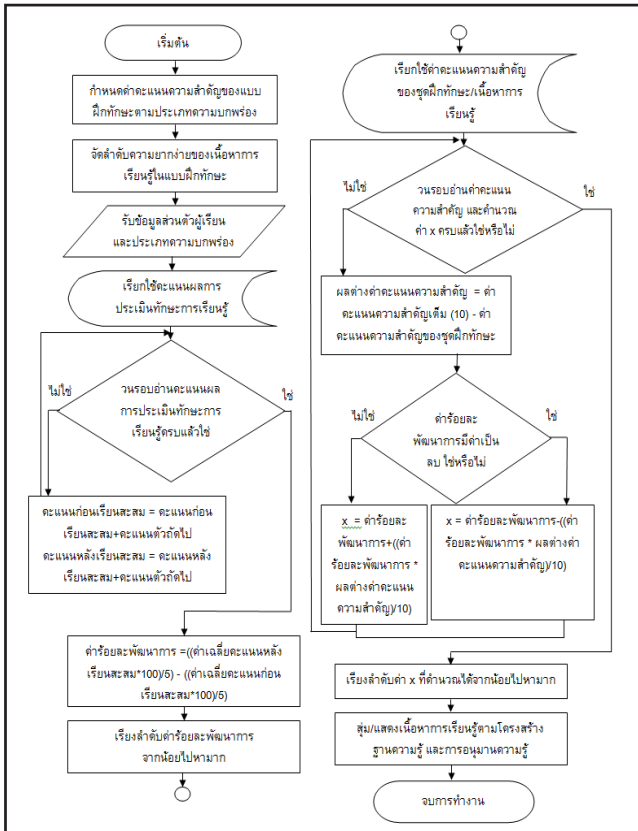 เริ่มต้น
กำหนดค่าคะแนนความสำคัญของแบบ
ฝึกทักษะตามประเภทความบกพร่อง
จัดลำดับความยากง่ายของเนื้อหาการ
เรียนรู้ในแบบฝึกทักษะ
รับข้อมูลส่วนตัวผู้เรียน
และประเภทความบกพร่อง
เรียกใช้คะแนนผลการ
ประเมินทักษะการเรียนรู้
ไม่ใช่
ใช่
วนรอบอ่านคะแนนผล
การประเมินทักษะการ
เรียนรู้ครบแล้วใช่
คะแนนก่อนเรียนสะสม = คะแนนก่อน
เรียนสะสม+คะแนนตัวถัดไป
คะแนนหลังเรียนสะสม = คะแนนหลัง
เรียนสะสม+คะแนนตัวถัดไป
ค่าร้อยละพัฒนาการ =((ค่าเฉลี่ยคะแนนหลัง
เรียนสะสม*100)/5) - ((ค่าเฉลี่ยคะแนนก่อน
เรียนสะสม*100)/5)
เรียงลำดับค่าร้อยละพัฒนาการ
จากน้อยไปหามาก
เรียกใช้ค่าคะแนนความสำคัญ
ของชุดฝึกทักษะ/เนื้อหาการ
เรียนรู้
ไม่ใช่
ใช่
วนรอบอ่านค่าคะแนน
ความสำคัญ และคำนวณ
ค่า x ครบแล้วใช่หรือไม่
ผลต่างค่าคะแนนความสำคัญ = ค่า
คะแนนความสำคัญเต็ม (10) - ค่า
คะแนนความสำคัญของชุดฝึกทักษะ
ไม่ใช่
ใช่
ค่าร้อยละ
พัฒนาการมีค่าเป็น
ลบ ใช่หรือไม่
x = ค่าร้อยละ
พัฒนาการ+((ค่า
ร้อยละพัฒนาการ *
ผลต่างค่าคะแนน
ความสำคัญ)/10)
x = ค่าร้อยละพัฒนาการ-((ค่า
ร้อยละพัฒนาการ * ผลต่างค่า
คะแนนความสำคัญ)/10)
เรียงลำดับค่า x ที่คำนวณได้จากน้อยไปหามาก
สุ่ม/แสดงเนื้อหาการเรียนรู้ตามโครงสร้าง
ฐานความรู้ และการอนุมานความรู้
จบการทำงาน